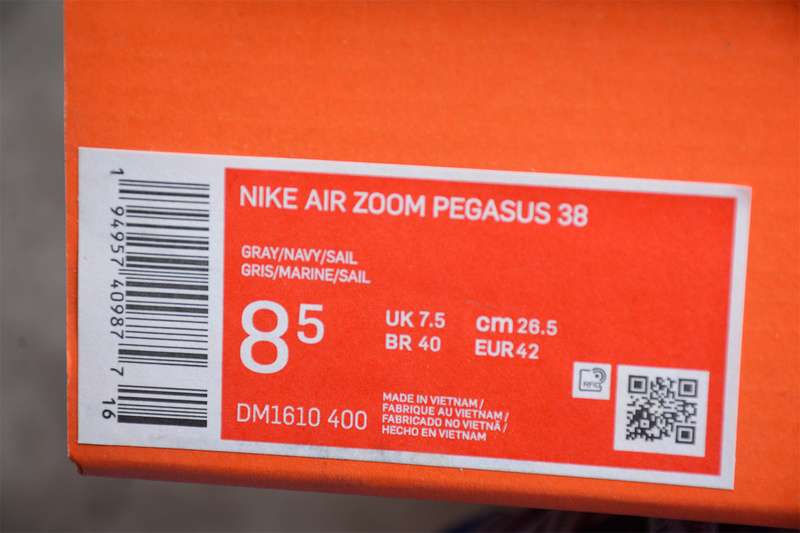 1 94957 40987 7 16
NIKE AIR ZOOM PEGASUS 38
GRAY/NAVY/SAIL
GRIS/MARINE/SAIL
8 5
UK 7.5 cm 26.5
BR 40 EUR 42
RFID
DM1610 400
MADE IN VIETNAM /
FABRIQUE AU VIETNAM /
FABRICADO NO VIETNÃ /
HECHO EN VIETNAM